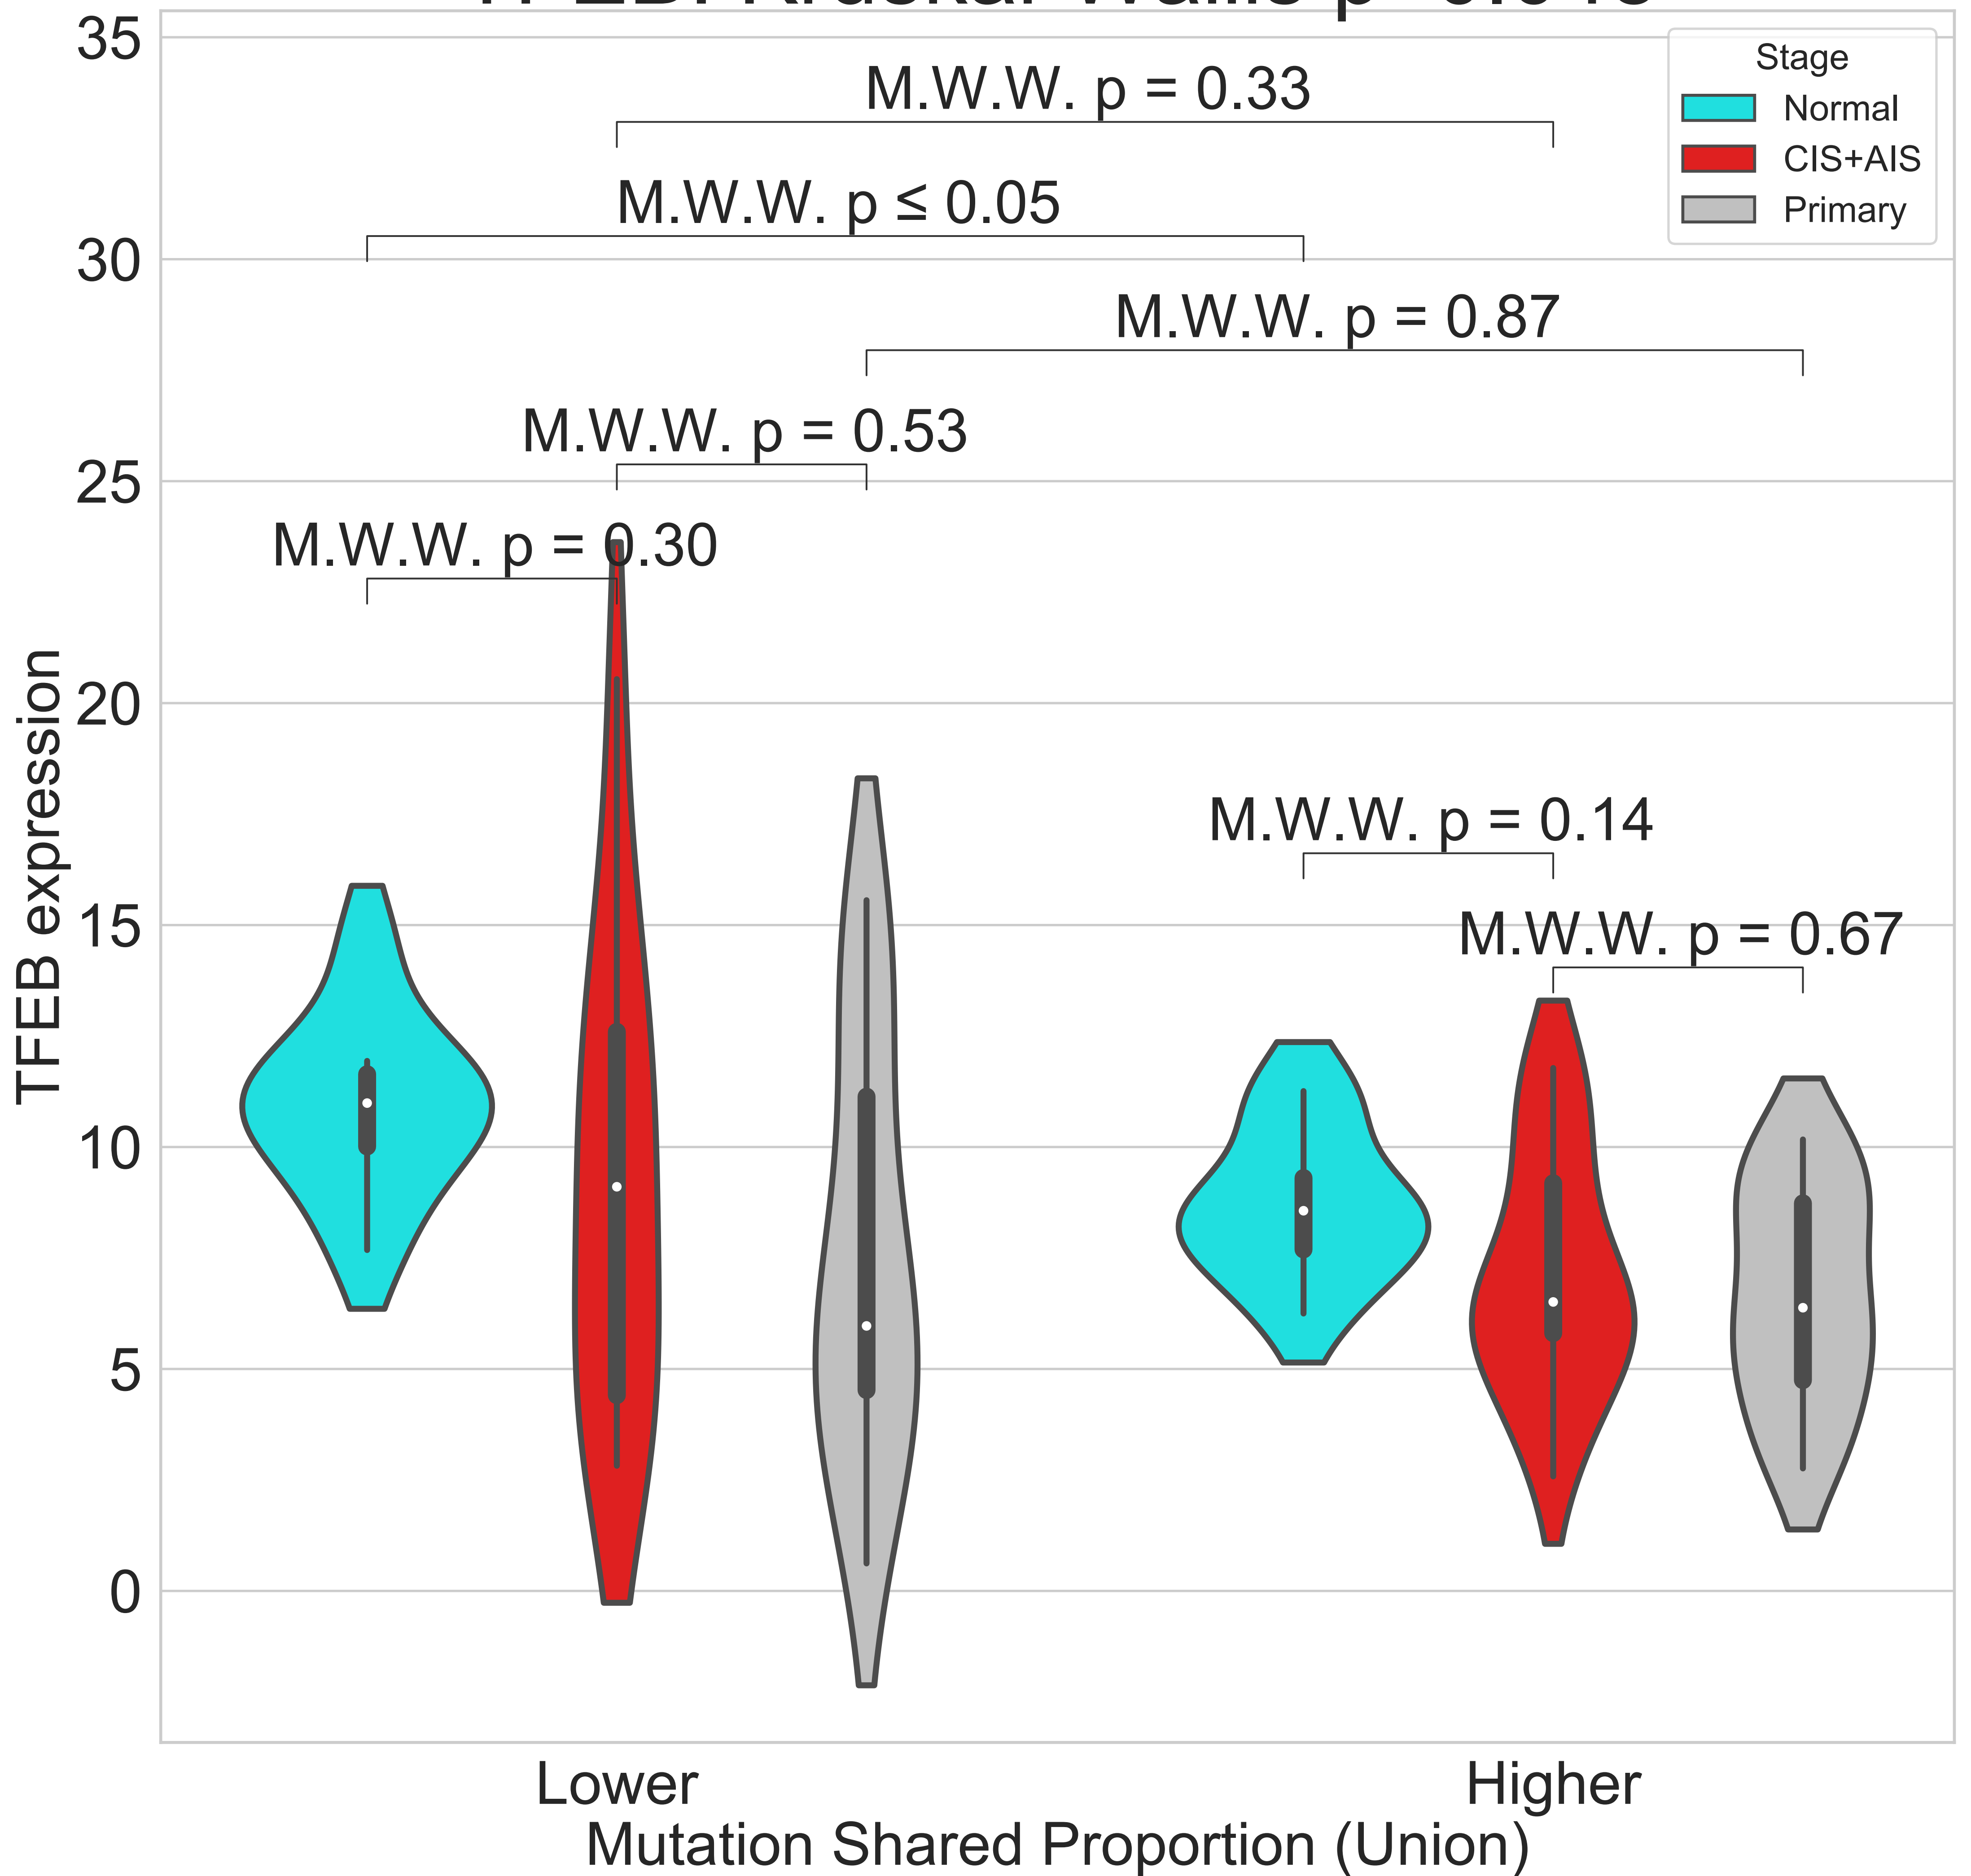 35
M.W.W. p = 0.33
Stage
Normal
CIS+AIS
Primary
M.W.W. p ≤ 0.05
30
M.W.W. p = 0.87
M.W.W. p = 0.53
25
M.W.W. p = 0.30
20
M.W.W. p = 0.14
15
M.W.W. p = 0.67
10
5
0
TFEB expression
Lower
Higher
Mutation Shared Proportion (Union)